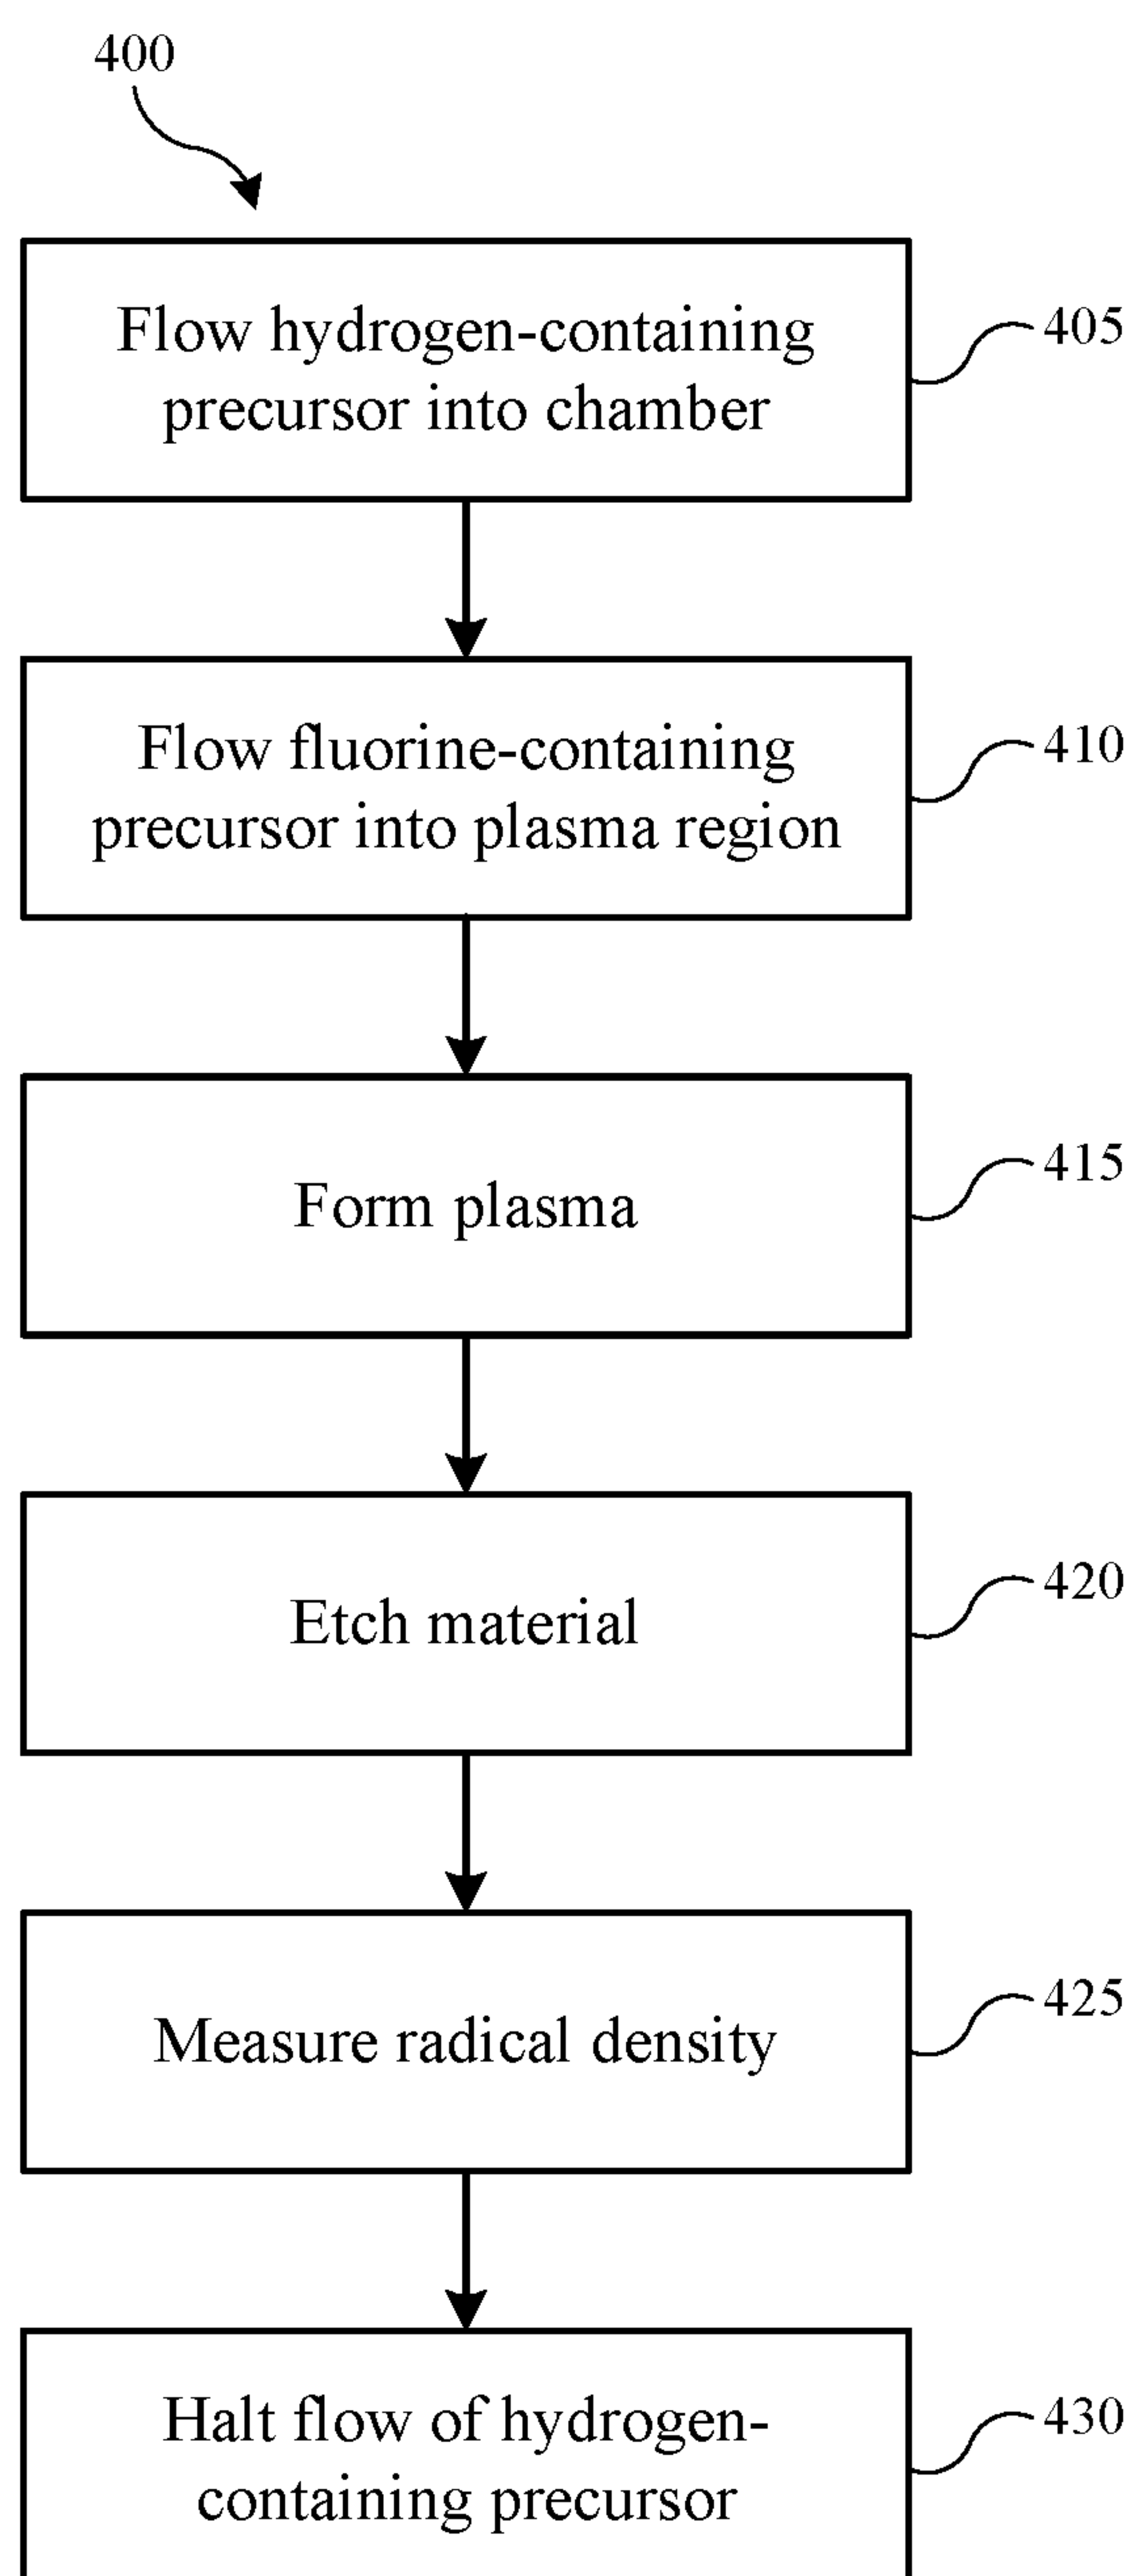 400
Flow hydrogen-containing
precursor into chamber
405
Flow fluorine-containing
precursor into plasma region
410
Form plasma
415
Etch material
420
Measure radical density
425
Halt flow of hydrogen-
containing precursor
430